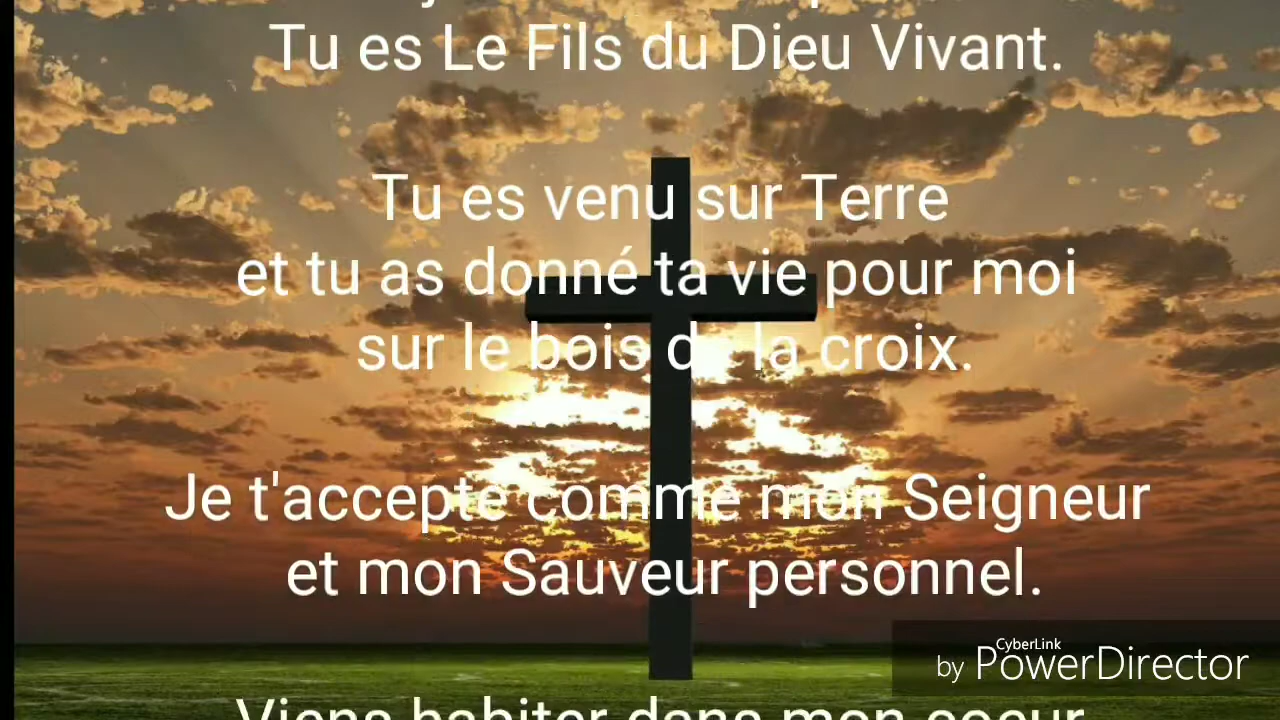 Tu es Le Fils du Dieu Vivant.
Tu es venu sur Terre
et tu as donné ta vie pour moi
sur le bois de la croix.
Je t'accepte comme mon Seigneur
et mon Sauveur personnel.
Viens habiter dans mon coeur
CyberLink
by PowerDirector